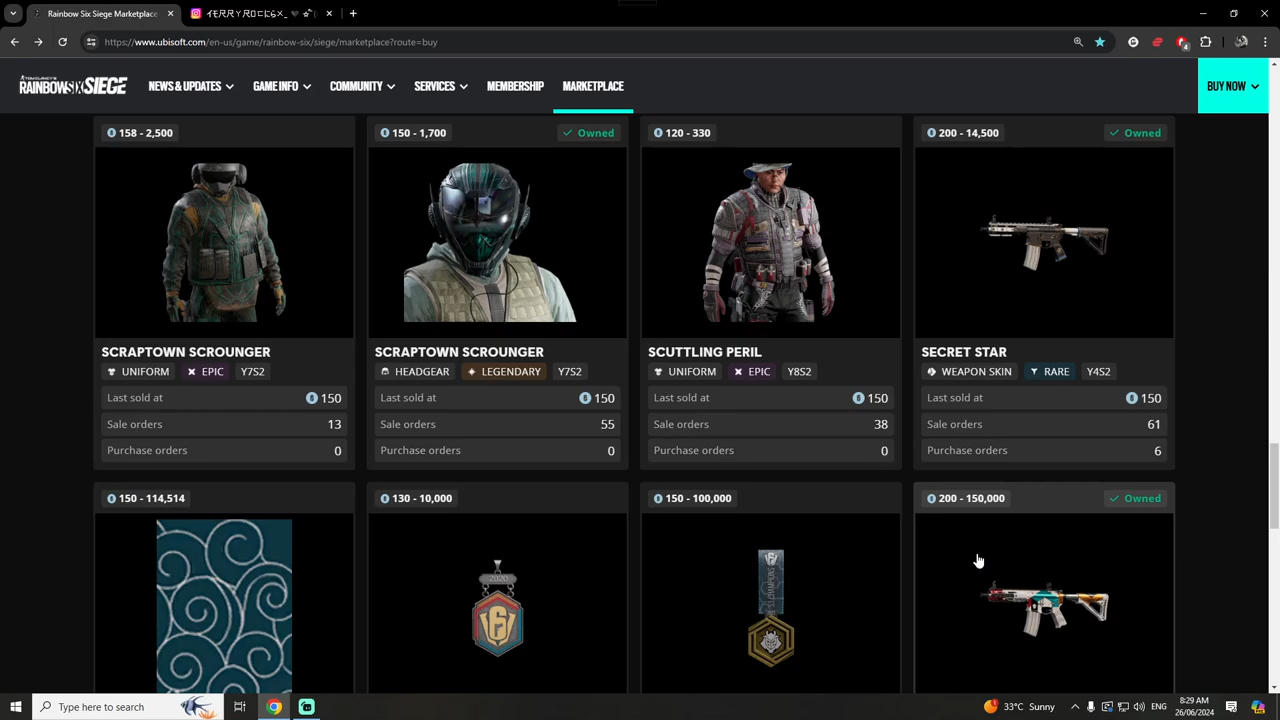 Rainbow Six Siege Marketplace
https://www.ubisoft.com/en-us/game/rainbow-six/siege/marketplace?route=buy
4
TOM CLANCY'S
RAINBOWSIX SIEGE
NEWS & UPDATES
GAME INFO
COMMUNITY
SERVICES
MEMBERSHIP
MARKETPLACE
BUY NOW
158 - 2,500
150 - 1,700
Owned
120 - 330
200 - 14,500
Owned
SCRAPTOWN SCROUNGER
SCRAPTOWN SCROUNGER
SCUTTLING PERIL
SECRET STAR
UNIFORM EPIC Y7S2
HEADGEAR LEGENDARY Y7S2
UNIFORM EPIC Y8S2
WEAPON SKIN RARE Y4S2
Last sold at 150
Last sold at 150
Last sold at 150
Last sold at 150
Sale orders 13
Sale orders 55
Sale orders 38
Sale orders 61
Purchase orders 0
Purchase orders 0
Purchase orders 0
Purchase orders 6
150 - 114,514
130 - 10,000
150 - 100,000
200 - 150,000
Owned
2020
Type here to search
33°C Sunny
ENG
8:29 AM
26/06/2024